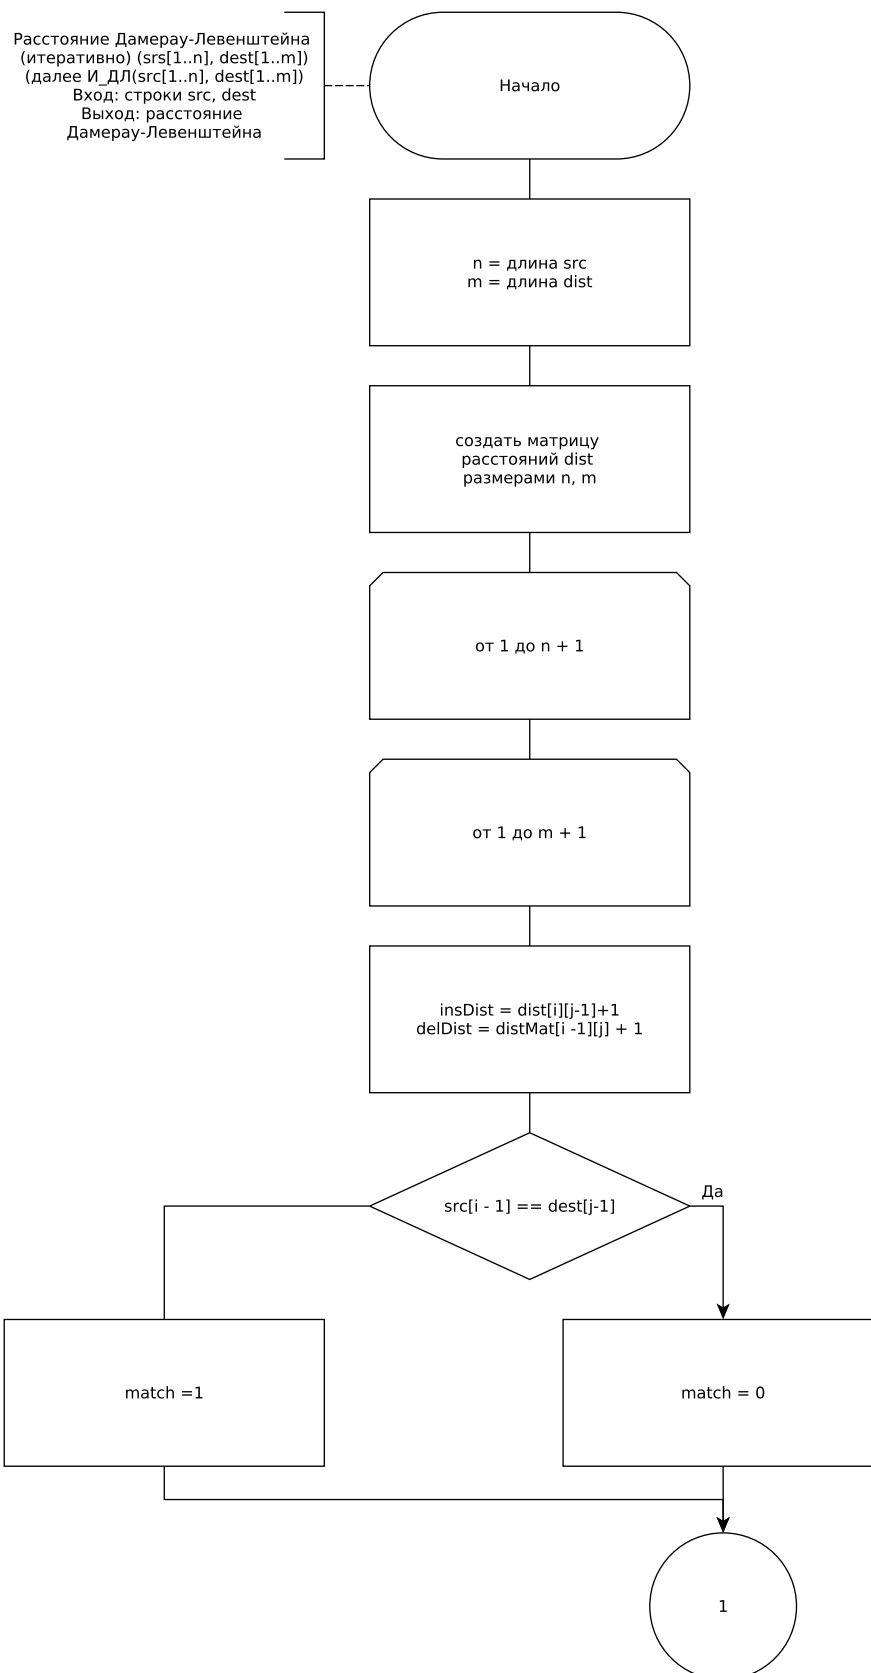 Расстояние Дамерау-Левенштейна
(итеративно) (srs[1..n], dest[1..m])
(далее И_ДЛ(src[1..n], dest[1..m])
Вход: строки src, dest
Выход: расстояние
Дамерау-Левенштейна
Начало
n = длина src
m = длина dist
создать матрицу
расстояний dist
размерами n, m
от 1 до n + 1
от 1 до m + 1
insDist = dist[i][j-1]+1
delDist = distMat[i -1][j] + 1
src[i - 1] == dest[j-1]
Да
match =1
match = 0
1